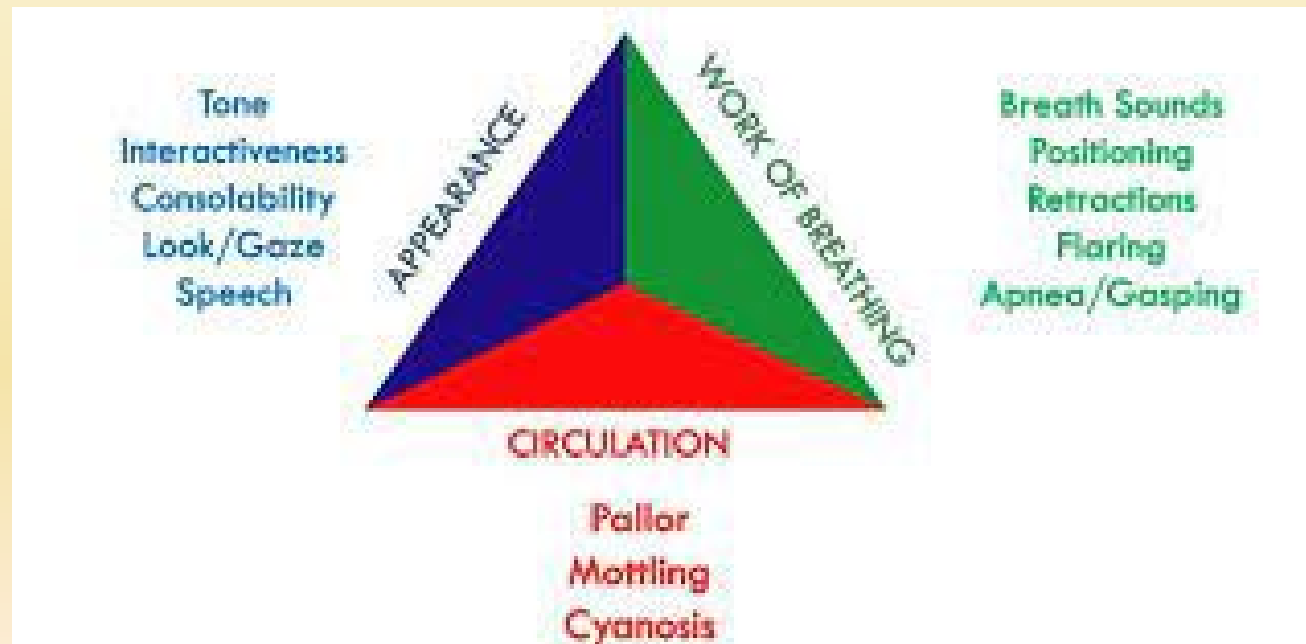 Tone
Interactiveness
Consolability
Look/Gaze
Speech
APPEARANCE
WORK OF BREATHING
Breath Sounds
Positioning
Retractions
Flaring
Apnea/Gasping
CIRCULATION
Pallor
Mottling
Cyanosis